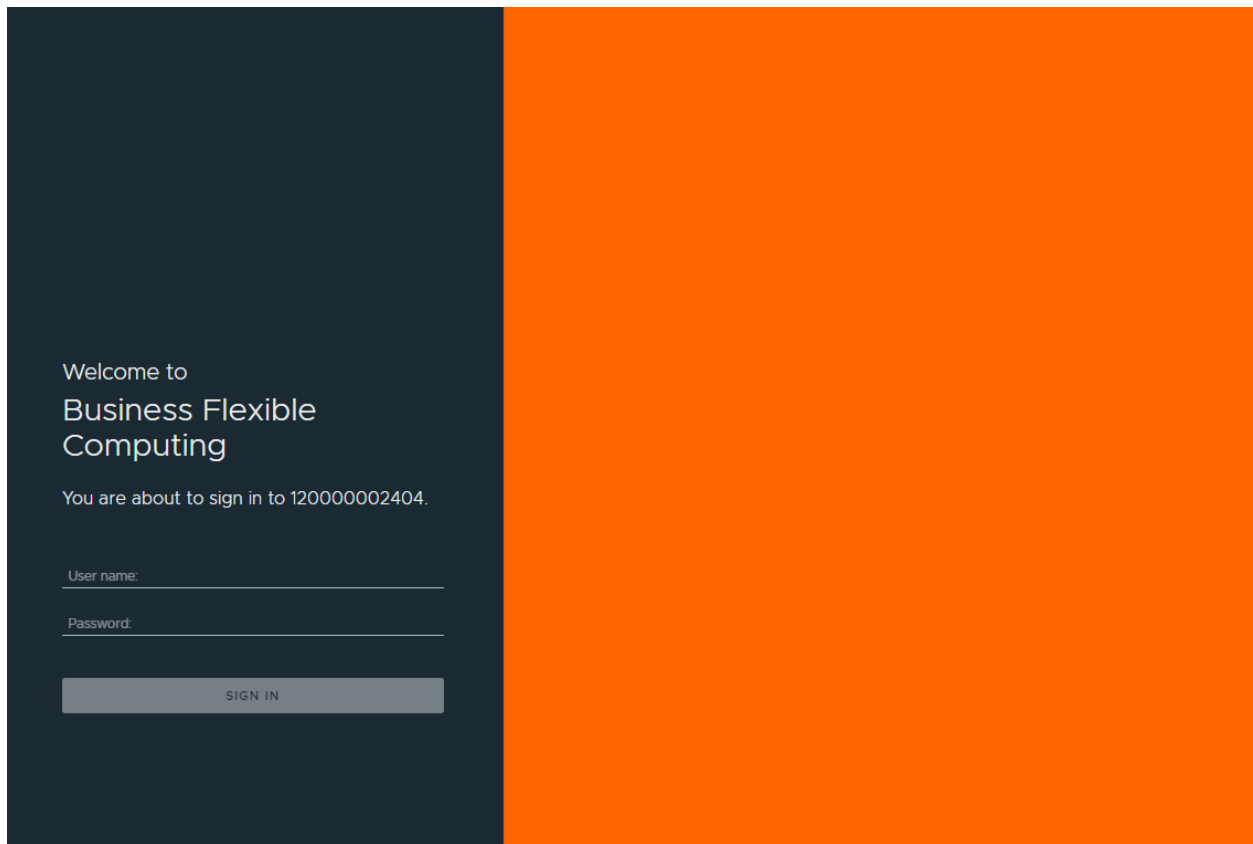 Welcome to
Business Flexible
Computing
You are about to sign in to 120000002404.
User name:
Password:
SIGN IN